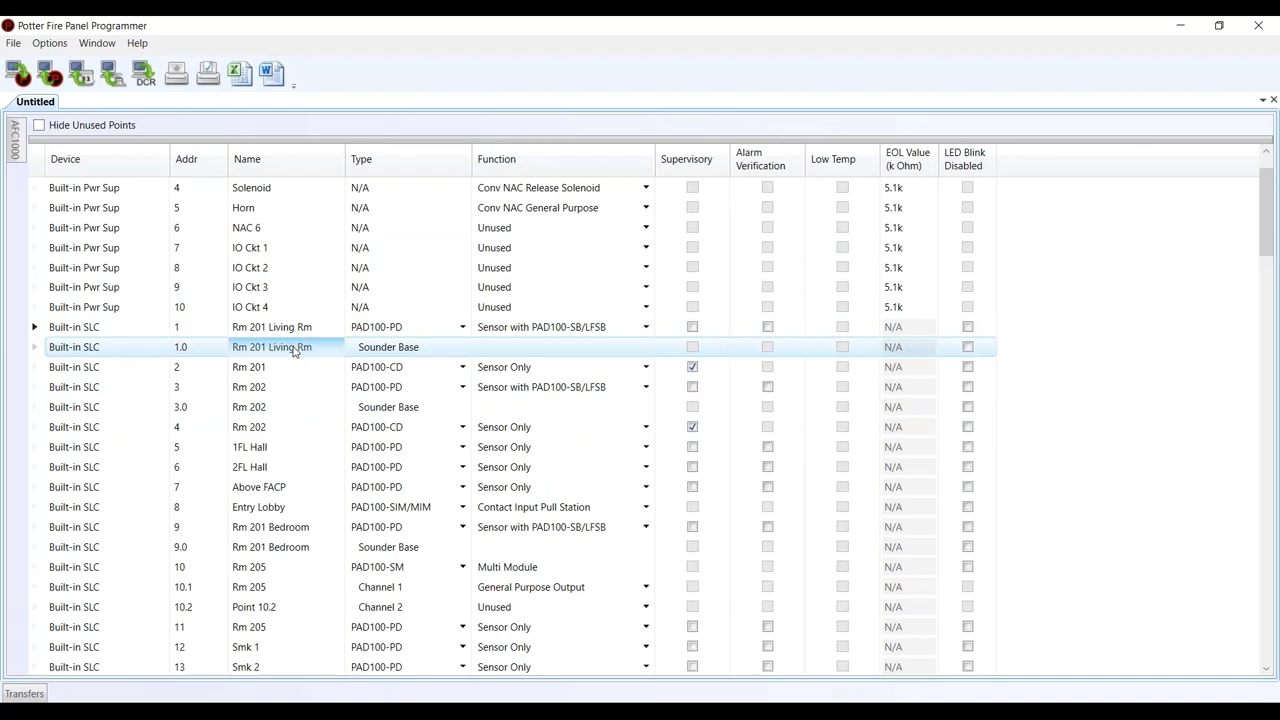 Potter Fire Panel Programmer
File Options Window Help
DCR
Untitled
Hide Unused Points
AFC1000
Device Addr Name Type Function Supervisory Alarm Verification Low Temp EOL Value (k Ohm) LED Blink Disabled
Built-in Pwr Sup 4 Solenoid N/A Conv NAC Release Solenoid 5.1k
Built-in Pwr Sup 5 Horn N/A Conv NAC General Purpose 5.1k
Built-in Pwr Sup 6 NAC 6 N/A Unused 5.1k
Built-in Pwr Sup 7 IO Ckt 1 N/A Unused 5.1k
Built-in Pwr Sup 8 IO Ckt 2 N/A Unused 5.1k
Built-in Pwr Sup 9 IO Ckt 3 N/A Unused 5.1k
Built-in Pwr Sup 10 IO Ckt 4 N/A Unused 5.1k
Built-in SLC 1 Rm 201 Living Rm PAD100-PD Sensor with PAD100-SB/LFSB N/A
Built-in SLC 1.0 Rm 201 Living Rm Sounder Base N/A
Built-in SLC 2 Rm 201 PAD100-CD Sensor Only N/A
Built-in SLC 3 Rm 202 PAD100-PD Sensor with PAD100-SB/LFSB N/A
Built-in SLC 3.0 Rm 202 Sounder Base N/A
Built-in SLC 4 Rm 202 PAD100-CD Sensor Only N/A
Built-in SLC 5 1FL Hall PAD100-PD Sensor Only N/A
Built-in SLC 6 2FL Hall PAD100-PD Sensor Only N/A
Built-in SLC 7 Above FACP PAD100-PD Sensor Only N/A
Built-in SLC 8 Entry Lobby PAD100-SIM/MIM Contact Input Pull Station N/A
Built-in SLC 9 Rm 201 Bedroom PAD100-PD Sensor with PAD100-SB/LFSB N/A
Built-in SLC 9.0 Rm 201 Bedroom Sounder Base N/A
Built-in SLC 10 Rm 205 PAD100-SM Multi Module N/A
Built-in SLC 10.1 Rm 205 Channel 1 General Purpose Output N/A
Built-in SLC 10.2 Point 10.2 Channel 2 Unused N/A
Built-in SLC 11 Rm 205 PAD100-PD Sensor Only N/A
Built-in SLC 12 Smk 1 PAD100-PD Sensor Only N/A
Built-in SLC 13 Smk 2 PAD100-PD Sensor Only N/A
Transfers